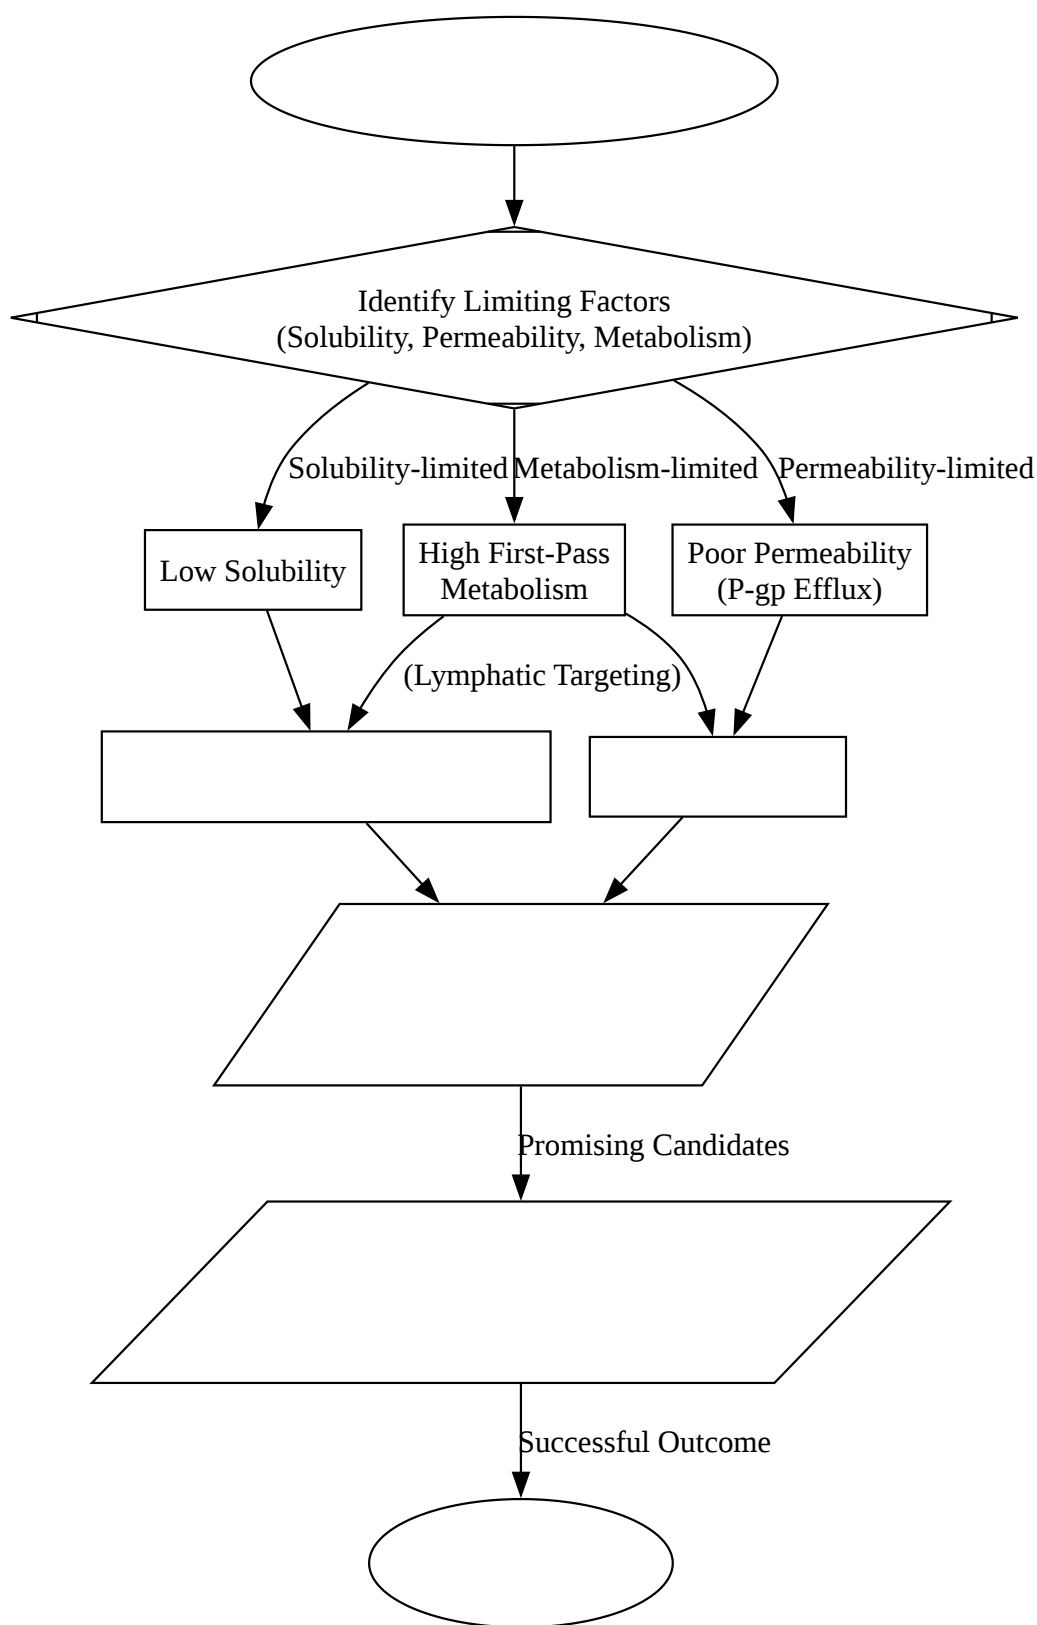 Identify Limiting Factors
(Solubility, Permeability, Metabolism)
Solubility-limited
Metabolism-limited
Permeability-limited
Low Solubility
High First-Pass
Metabolism
Poor Permeability
(P-gp Efflux)
(Lymphatic Targeting)
Promising Candidates
Successful Outcome